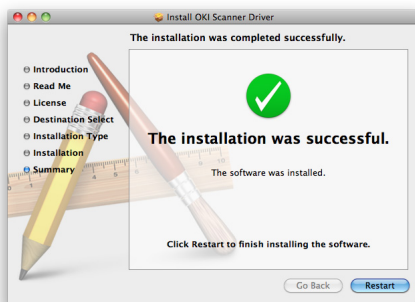 Install OKI Scanner Driver
The installation was completed successfully.
Introduction
Read Me
License
Destination Select
Installation Type
Installation
Summary
The installation was successful.
The software was installed.
Click Restart to finish installing the software.
Go Back
Restart